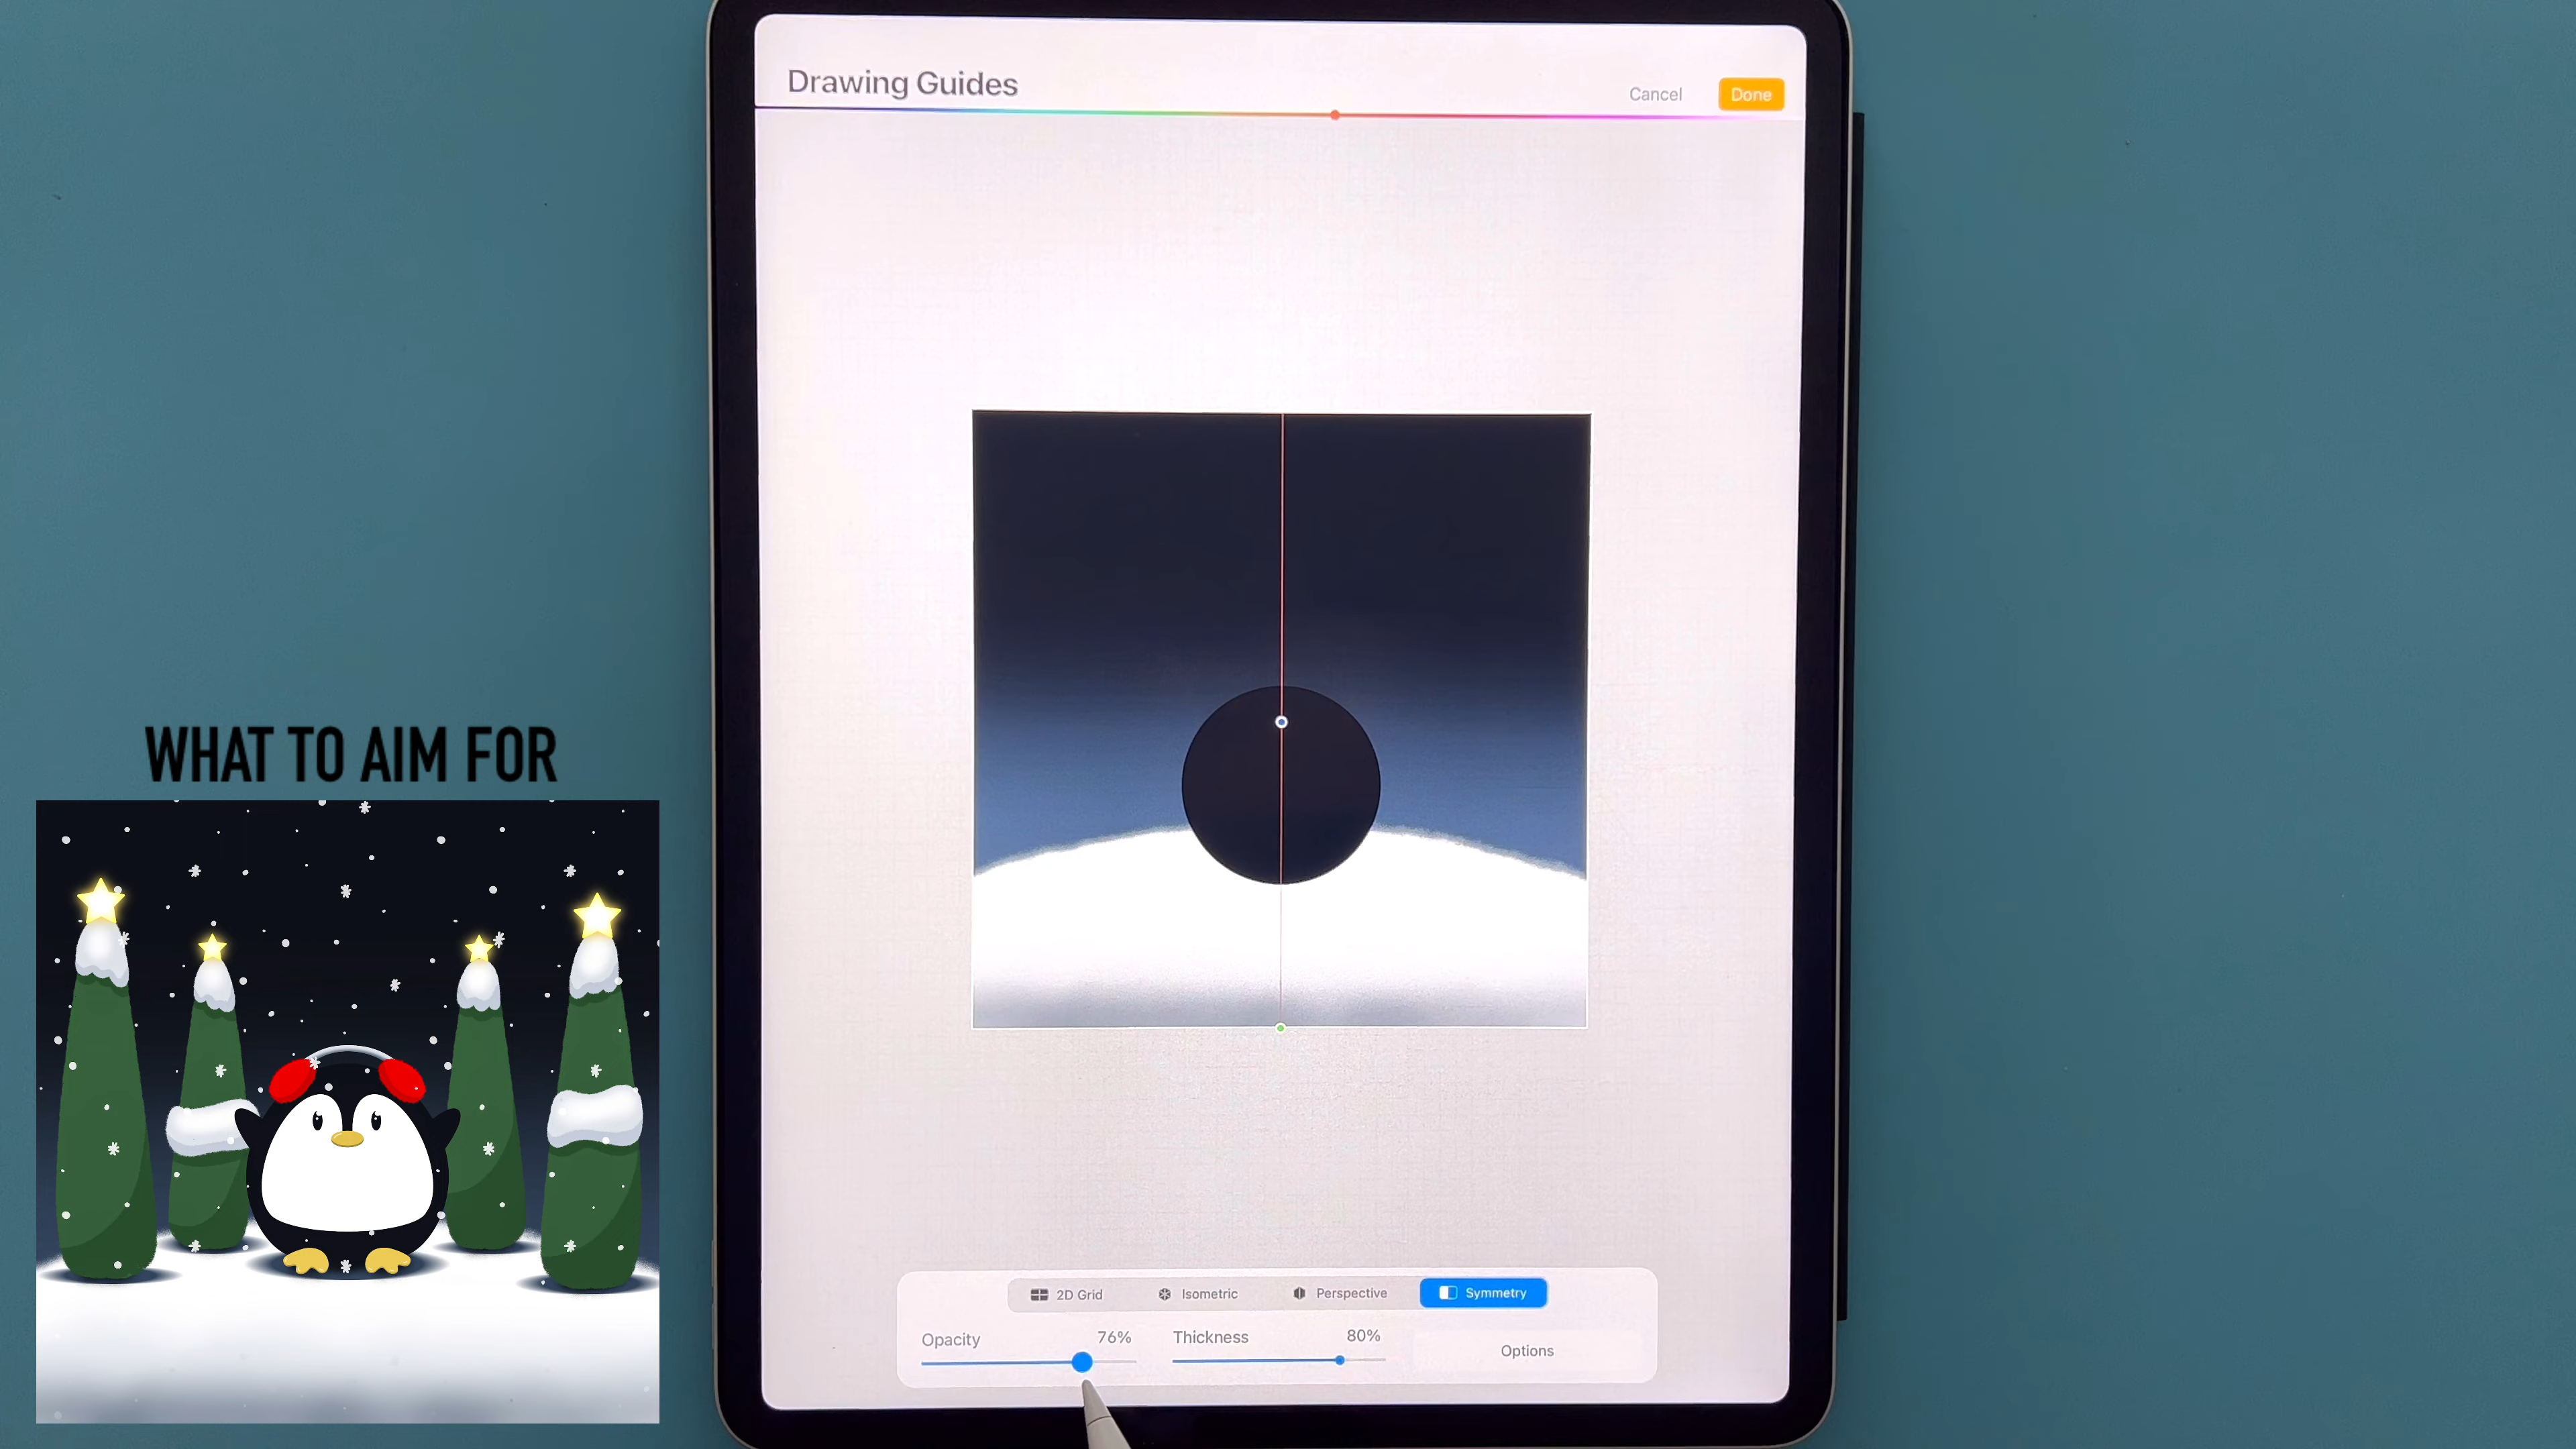 Drawing Guides
Cancel
Done
WHAT TO AIM FOR
2D Grid
Isometric
Perspective
Symmetry
Opacity 76%
Thickness 80%
Options